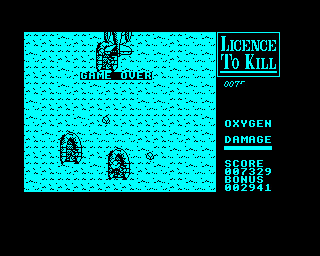 LICENCE
TO KILL
007
GAME OVER
OXYGEN
DAMAGE
SCORE
007329
BONUS
002941